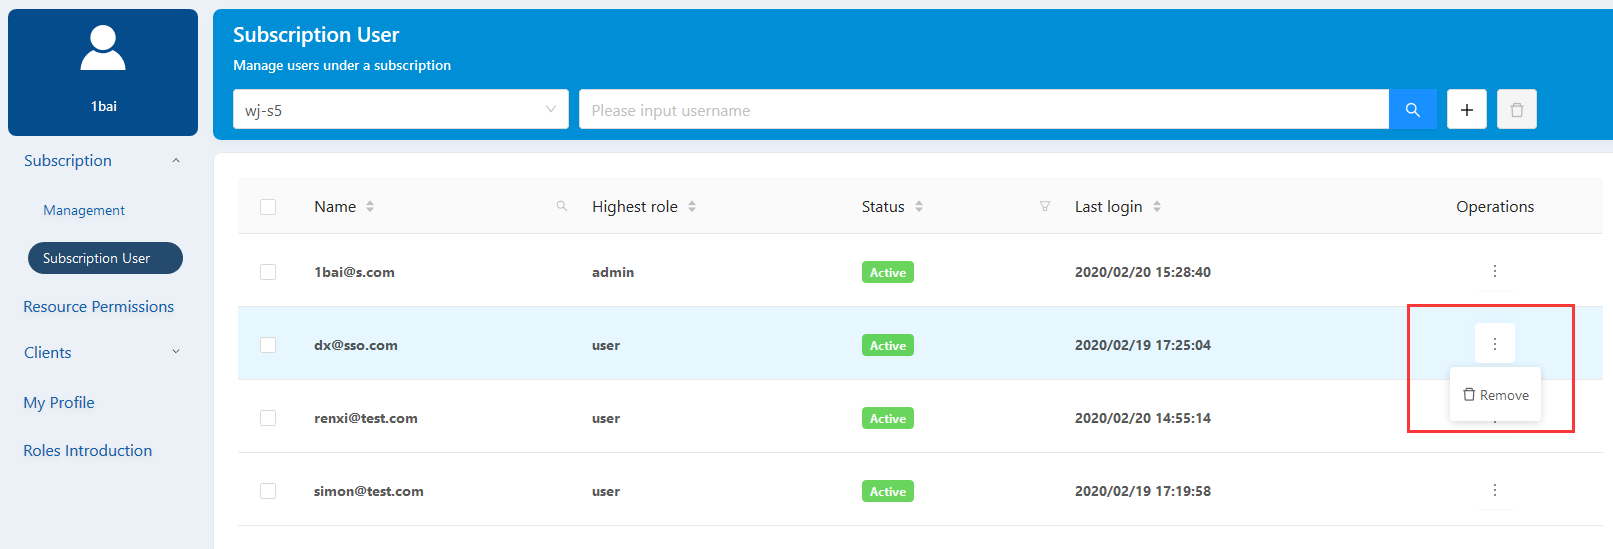 1bai
Subscription
Management
Subscription User
Resource Permissions
Clients
My Profile
Roles Introduction
Subscription User
Manage users under a subscription
wj-s5 Please input username
Name Highest role Status Last login Operations
1bai@s.com admin Active 2020/02/20 15:28:40
dx@sso.com user Active 2020/02/19 17:25:04
Remove
renxi@test.com user Active 2020/02/20 14:55:14
simon@test.com user Active 2020/02/19 17:19:58